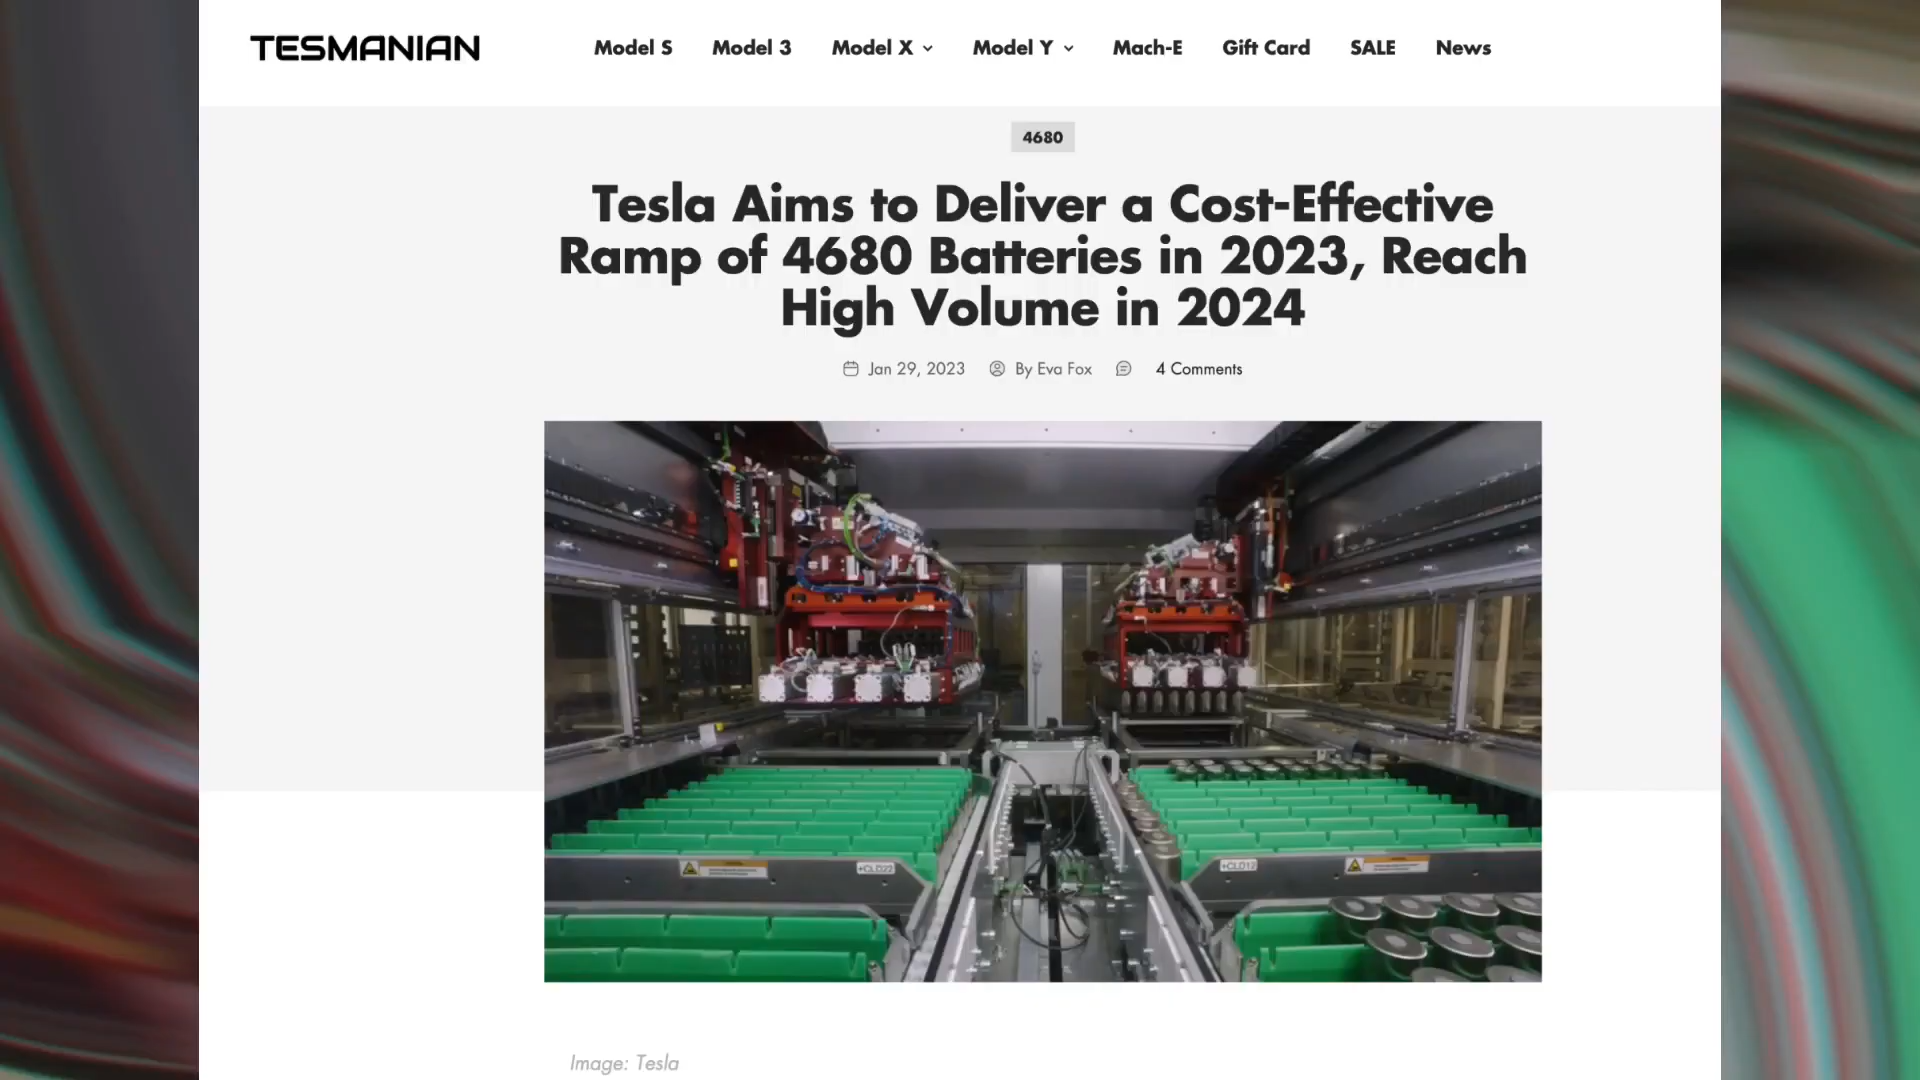 TESMANIAN
Model S Model 3 Model X Model Y Mach-E Gift Card SALE News
4680
Tesla Aims to Deliver a Cost-Effective
Ramp of 4680 Batteries in 2023, Reach
High Volume in 2024
Jan 29, 2023 By Eva Fox 4 Comments
+CLD22
+CLD12
Image: Tesla